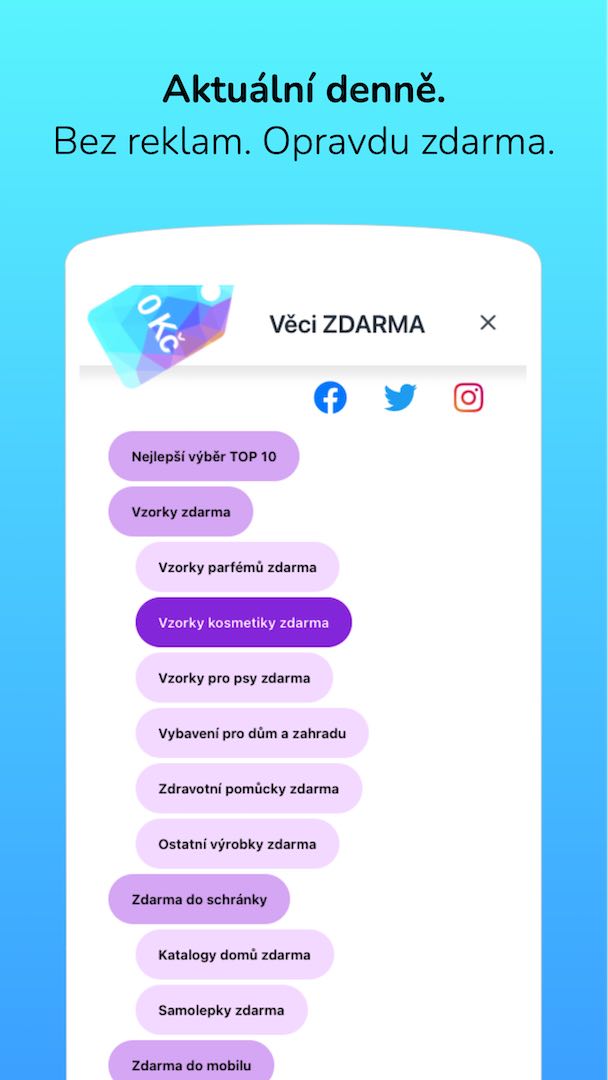 Aktuální denně.
Bez reklam. Opravdu zdarma.
0 Kč
Věci ZDARMA
Nejlepší výběr TOP 10
Vzorky zdarma
Vzorky parfémů zdarma
Vzorky kosmetiky zdarma
Vzorky pro psy zdarma
Vybavení pro dům a zahradu
Zdravotní pomůcky zdarma
Ostatní výrobky zdarma
Zdarma do schránky
Katalogy domů zdarma
Samolepky zdarma
Zdarma do mobilu